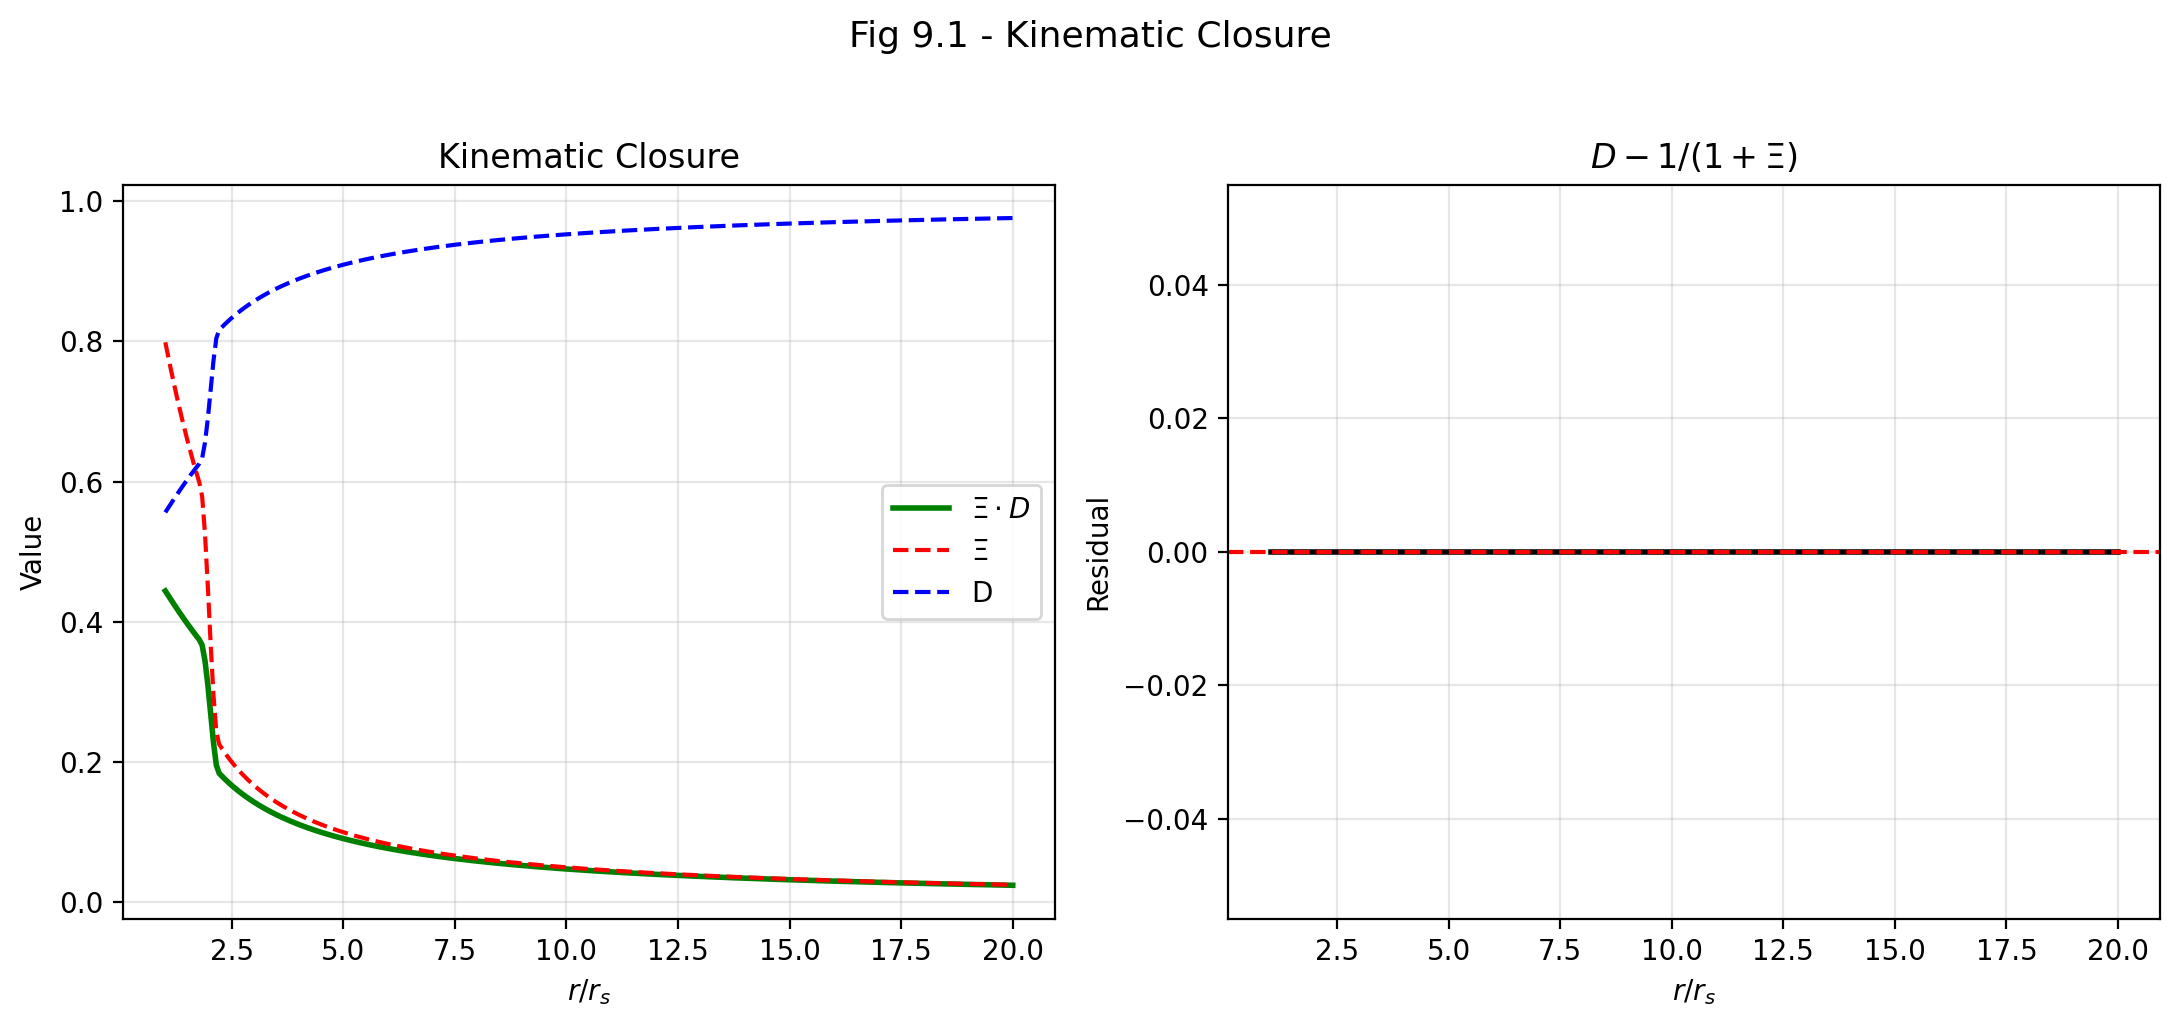 Fig 9.1 - Kinematic Closure
Kinematic Closure
Value
1.0
0.8
0.6
0.4
0.2
0.0
2.5 5.0 7.5 10.0 12.5 15.0 17.5 20.0
r/r_s
Ξ · D
Ξ
D
D − 1/(1 + Ξ)
Residual
0.04
0.02
0.00
−0.02
−0.04
2.5 5.0 7.5 10.0 12.5 15.0 17.5 20.0
r/r_s